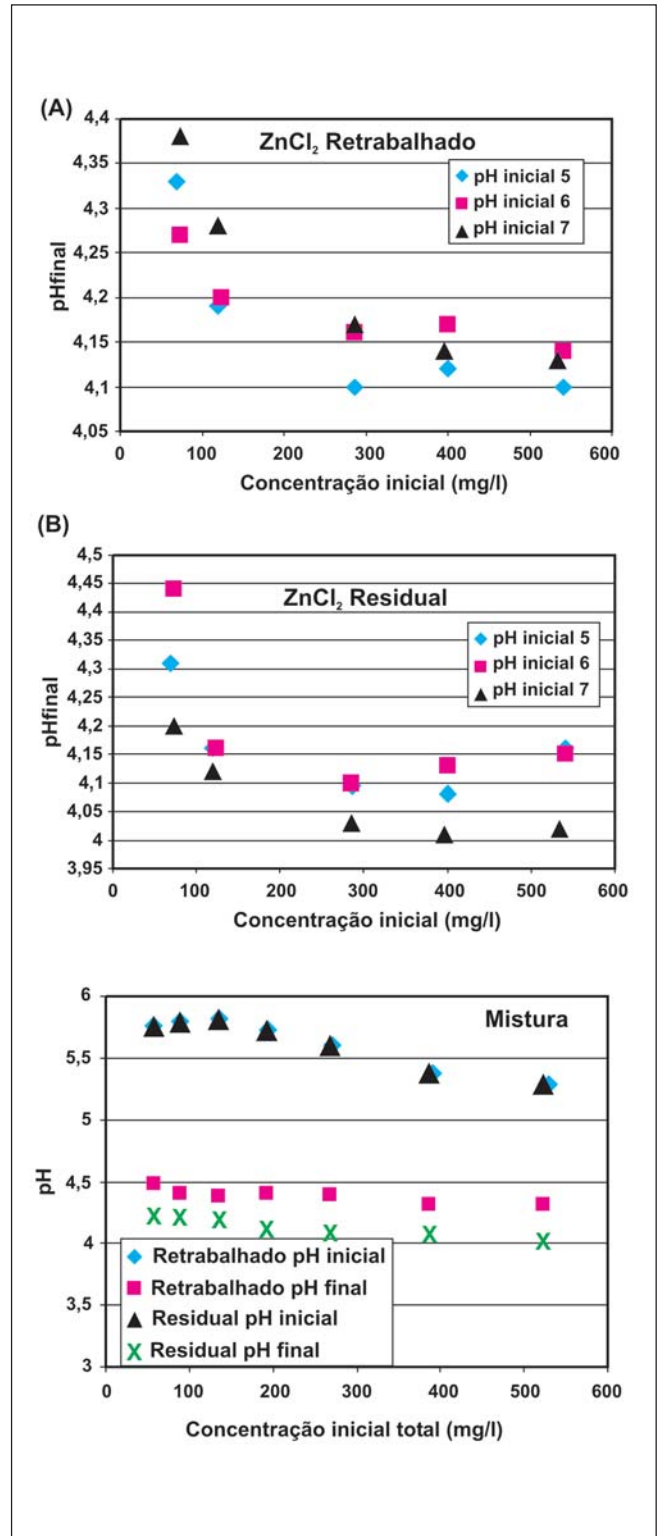 (A)
ZnCl₂ Retrabalhado
4,4
4,35
4,3
4,25
4,2
4,15
4,1
4,05
pHfinal
pH inicial 5
pH inicial 6
pH inicial 7
0 100 200 300 400 500 600
Concentração inicial (mg/l)
(B)
ZnCl₂ Residual
4,5
4,45
4,4
4,35
4,3
4,25
4,2
4,15
4,1
4,05
4
3,95
pHfinal
pH inicial 5
pH inicial 6
pH inicial 7
0 100 200 300 400 500 600
Concentração inicial (mg/l)
Mistura
6
5,5
5
4,5
4
3,5
3
pH
Retrabalhado pH inicial
Retrabalhado pH final
Residual pH inicial
Residual pH final
0 100 200 300 400 500 600
Concentração inicial total (mg/l)